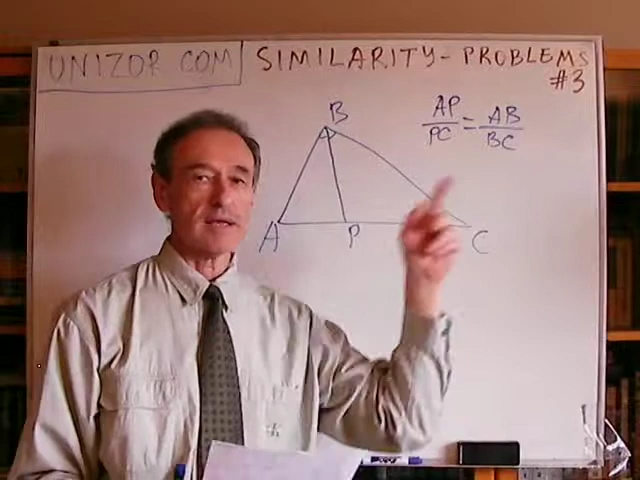 UNIZOR COM
SIMILARITY - PROBLEMS
#3
B
AP/PC = AB/BC
A
P
C